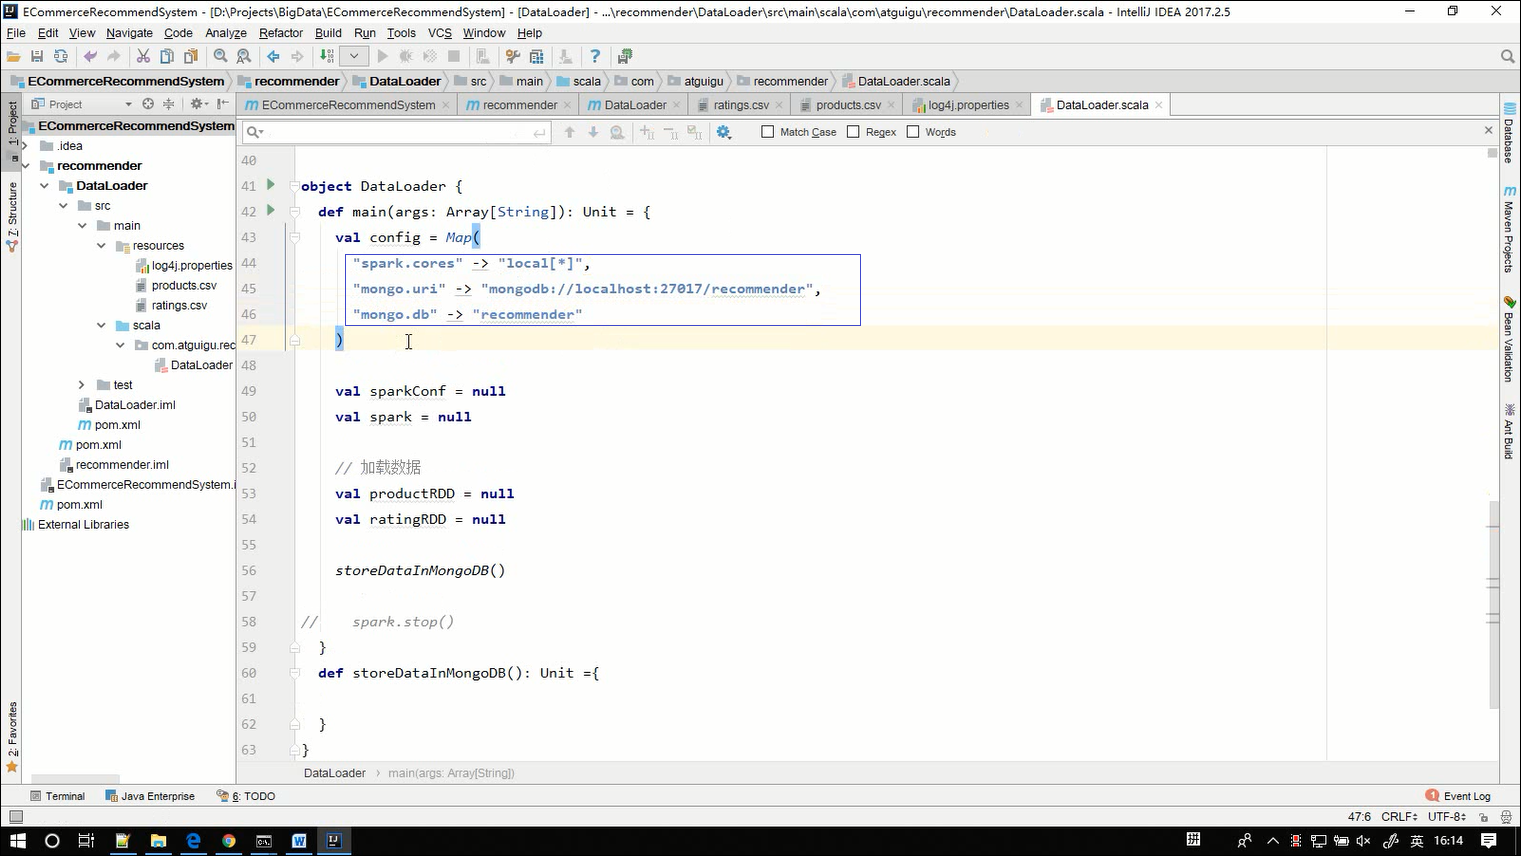 ECommerceRecommendSystem - [D:\Projects\BigData\ECommerceRecommendSystem] - [DataLoader] - ...\recommender\DataLoader\src\main\scala\com\atguigu\recommender\DataLoader.scala - IntelliJ IDEA 2017.2.5
File Edit View Navigate Code Analyze Refactor Build Run Tools VCS Window Help
ECommerceRecommendSystem recommender DataLoader src main scala com atguigu recommender DataLoader.scala
Project
ECommerceRecommendSystem recommender DataLoader ratings.csv products.csv log4j.properties DataLoader.scala
Match Case Regex Words
1: Project
7: Structure
2: Favorites
ECommerceRecommendSystem
.idea
recommender
DataLoader
src
main
resources
log4j.properties
products.csv
ratings.csv
scala
com.atguigu.rec
DataLoader
test
DataLoader.iml
pom.xml
pom.xml
recommender.iml
ECommerceRecommendSystem.i
pom.xml
External Libraries
40
41 object DataLoader {
42 def main(args: Array[String]): Unit = {
43 val config = Map(
44 "spark.cores" -> "local[*]",
45 "mongo.uri" -> "mongodb://localhost:27017/recommender",
46 "mongo.db" -> "recommender"
47 )
48
49 val sparkConf = null
50 val spark = null
51
52 // 加载数据
53 val productRDD = null
54 val ratingRDD = null
55
56 storeDataInMongoDB()
57
58 // spark.stop()
59 }
60 def storeDataInMongoDB(): Unit ={
61
62 }
63 }
DataLoader main(args: Array[String])
Database
Maven Projects
Bean Validation
Ant Build
Terminal Java Enterprise 6: TODO 1 Event Log
47:6 CRLF UTF-8
英 16:14